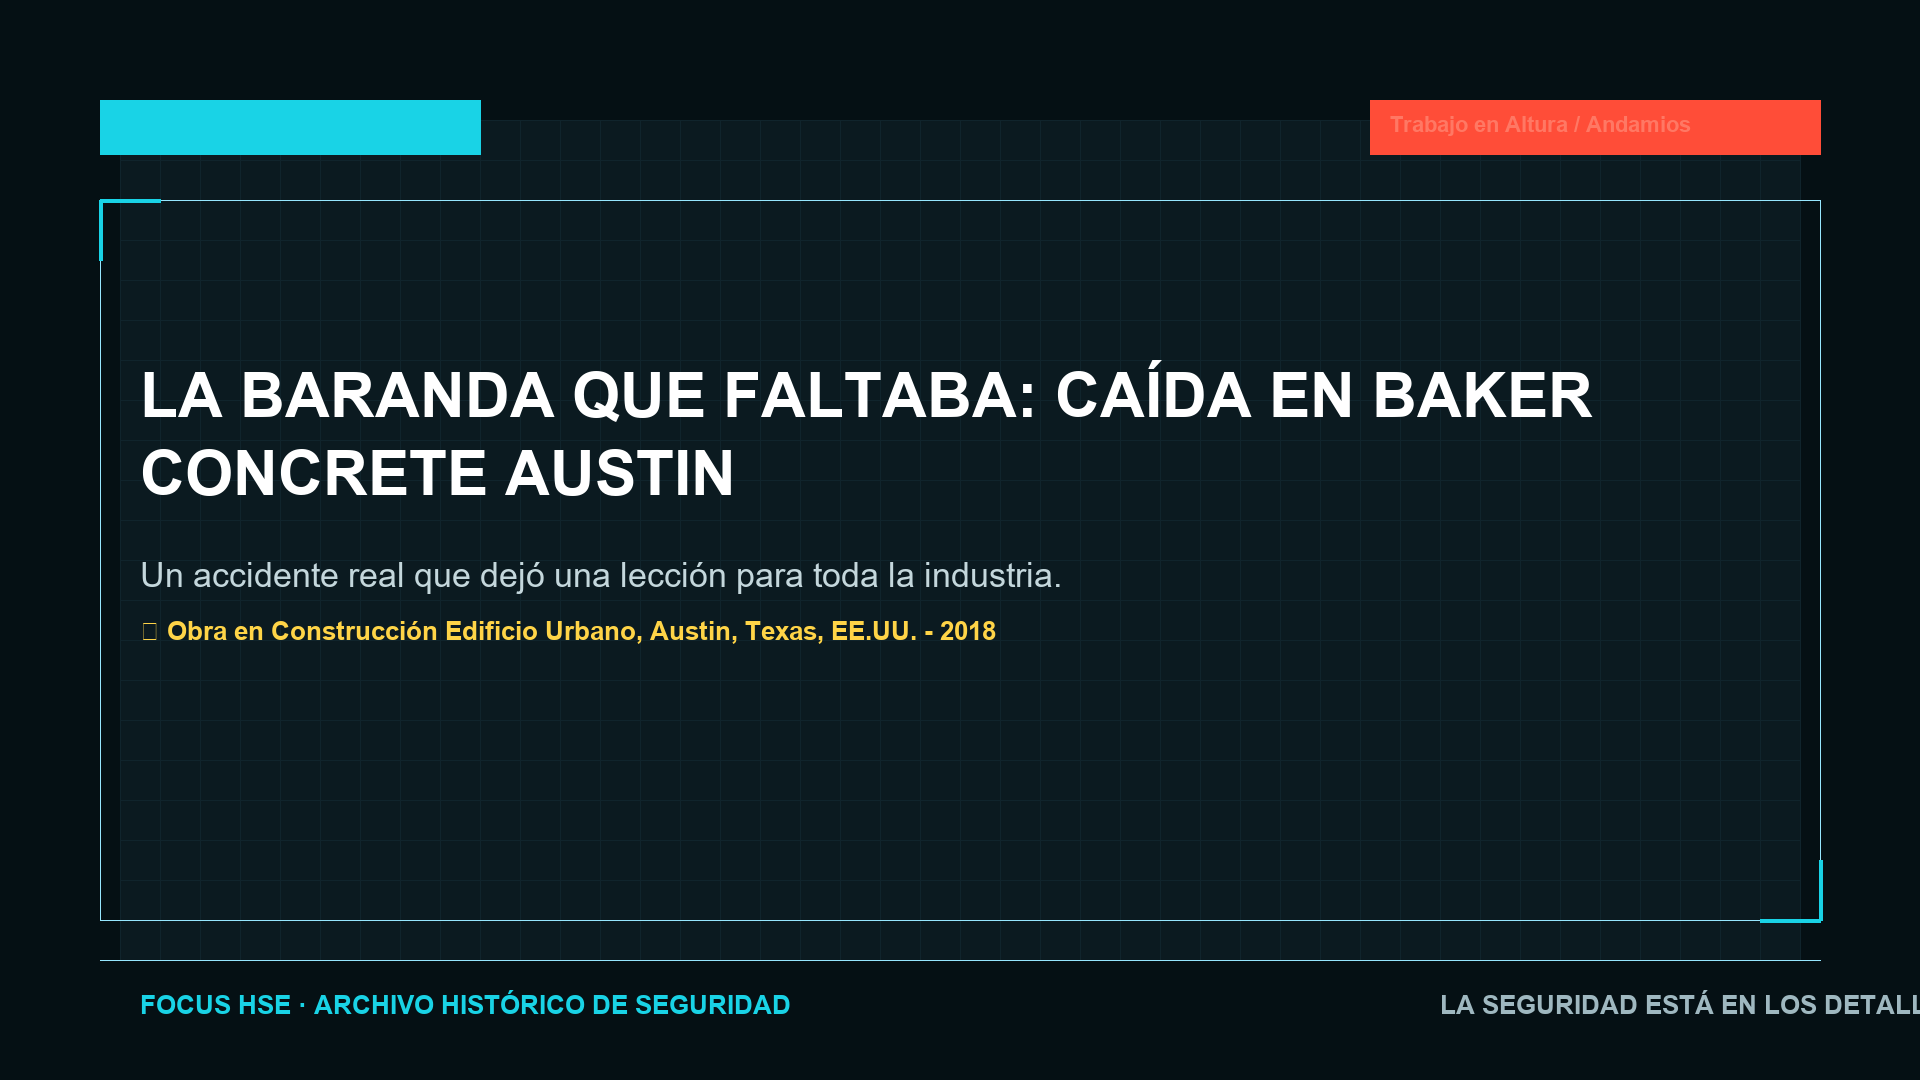 Trabajo en Altura / Andamios
LA BARANDA QUE FALTABA: CAÍDA EN BAKER
CONCRETE AUSTIN
Un accidente real que dejó una lección para toda la industria.
Obra en Construcción Edificio Urbano, Austin, Texas, EE.UU. - 2018
FOCUS HSE · ARCHIVO HISTÓRICO DE SEGURIDAD
LA SEGURIDAD ESTÁ EN LOS DETALL